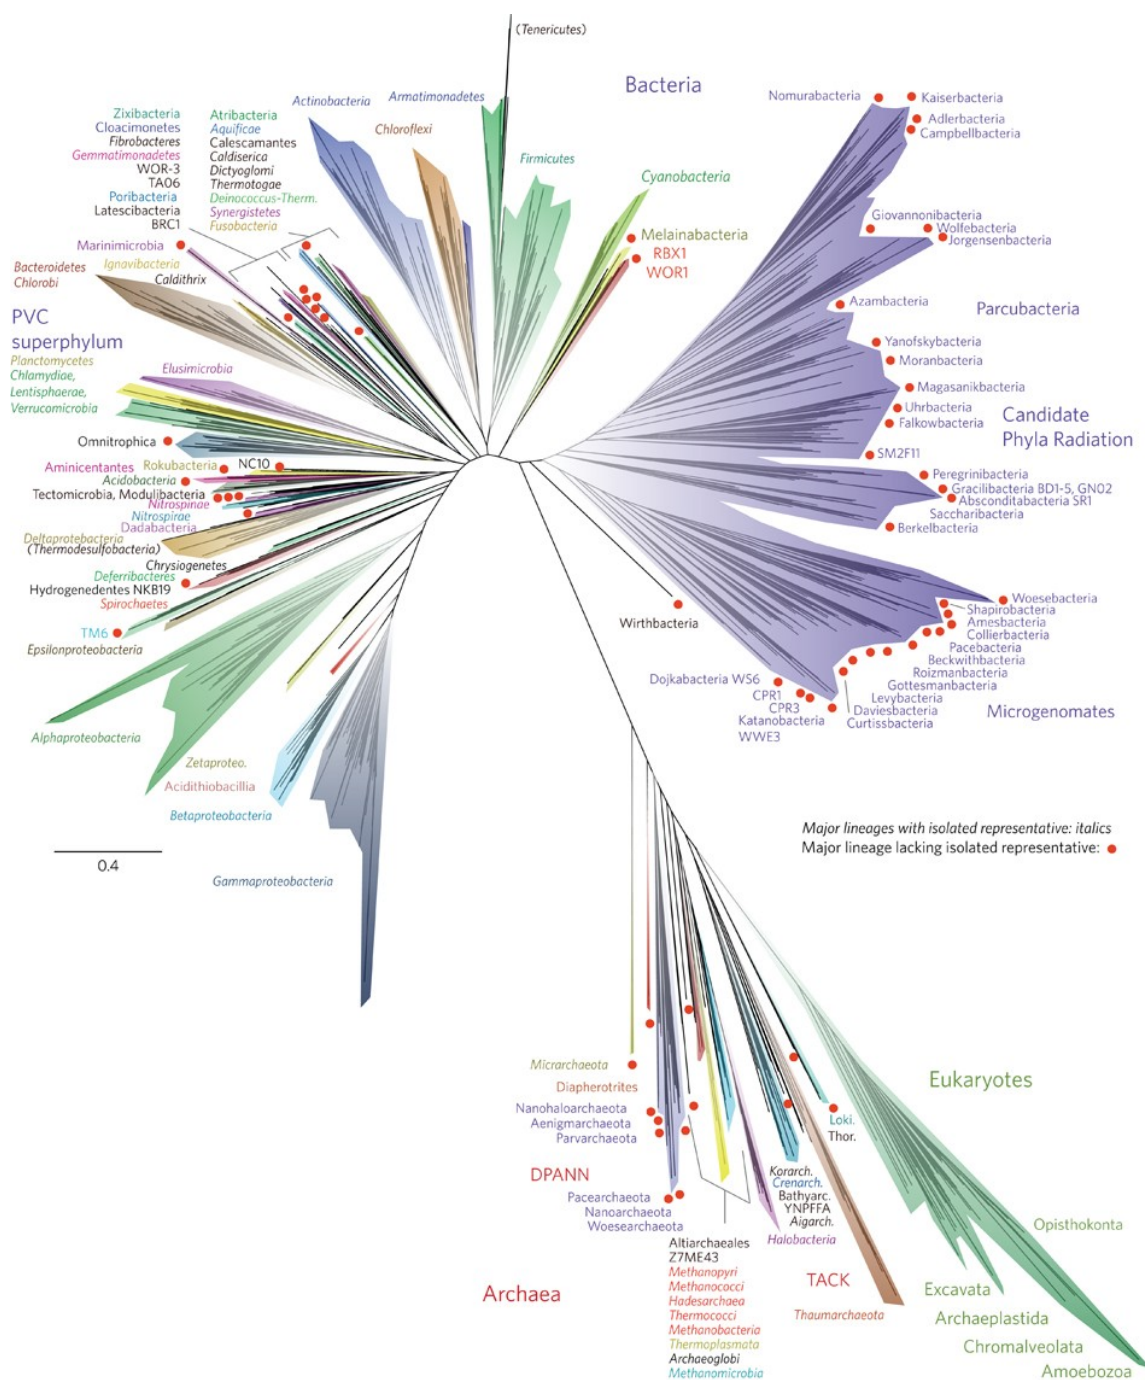 (Tenericutes)
Bacteria
Actinobacteria
Armatimonadetes
Nomurabacteria
Kaiserbacteria
Adlerbacteria
Campbellbacteria
Zixibacteria
Cloacimonetes
Fibrobacteres
Gemmatimonadetes
WOR-3
TA06
Poribacteria
Latescibacteria
BRC1
Atribacteria
Aquificae
Calescamantes
Caldiserica
Dictyoglomi
Thermotogae
Deinococcus-Therm.
Synergistetes
Fusobacteria
Chloroflexi
Firmicutes
Cyanobacteria
Melainabacteria
RBX1
WOR1
Giovannonibacteria
Wolfebacteria
Jorgensenbacteria
Marinimicrobia
Ignavibacteria
Caldithrix
Bacteroidetes
Chlorobi
Azambacteria
Parcubacteria
PVC
superphylum
Planctomycetes
Chlamydiae,
Lentisphaerae,
Verrucomicrobia
Elusimicrobia
Yanofskybacteria
Moranbacteria
Magasanikbacteria
Uhrbacteria
Falkowbacteria
Candidate
Phyla Radiation
Omnitrophica
SM2F11
Aminicentantes
Rokubacteria
NC10
Acidobacteria
Tectomicrobia, Modulibacteria
Nitrospinae
Nitrospirae
Dadabacteria
Deltaprotebacteria
(Thermodesulfobacteria)
Chrysiogenetes
Deferribacteres
Hydrogenedentes NKB19
Spirochaetes
TM6
Epsilonproteobacteria
Peregrinibacteria
Gracilibacteria BD1-5, GN02
Absconditabacteria SR1
Saccharibacteria
Berkelbacteria
Wirthbacteria
Woesebacteria
Shapirobacteria
Amesbacteria
Collierbacteria
Pacebacteria
Beckwithbacteria
Roizmanbacteria
Gottesmanbacteria
Levybacteria
Daviesbacteria
Curtissbacteria
Microgenomates
Dojkabacteria WS6
CPR1
CPR3
Katanobacteria
WWE3
Alphaproteobacteria
Zetaproteo.
Acidithiobacillia
Betaproteobacteria
Gammaproteobacteria
0.4
Major lineages with isolated representative: italics
Major lineage lacking isolated representative:
Micrarchaeota
Diapherotrites
Nanohaloarchaeota
Aenigmarchaeota
Parvarchaeota
DPANN
Pacearchaeota
Nanoarchaeota
Woesearchaeota
Eukaryotes
Loki.
Thor.
Korarch.
Crenarch.
Bathyarc.
YNPFFA
Aigarch.
Halobacteria
Opisthokonta
Archaea
Altiarchaeales
Z7ME43
Methanopyri
Methanococci
Hadesarchaea
Thermococci
Methanobacteria
Thermoplasmata
Archaeoglobi
Methanomicrobia
TACK
Thaumarchaeota
Excavata
Archaeplastida
Chromalveolata
Amoebozoa